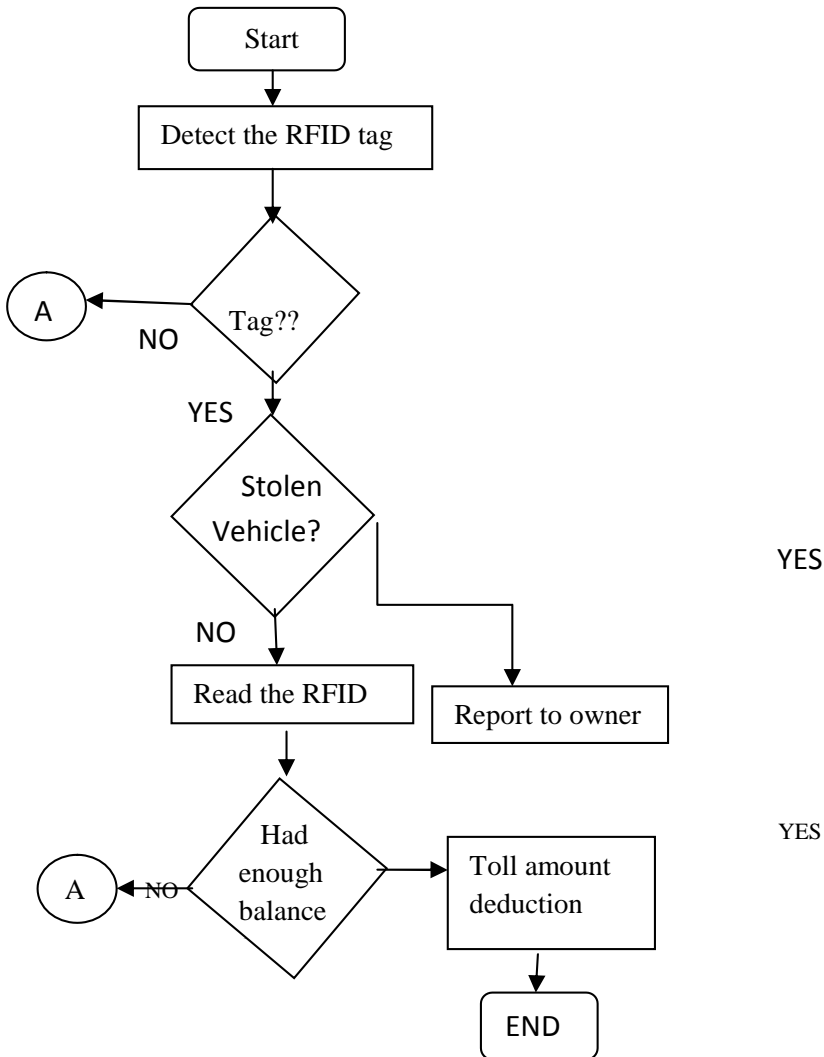 Start
Detect the RFID tag
Tag??
A
NO
YES
Stolen
Vehicle?
YES
NO
Read the RFID
Report to owner
Had
enough
balance
YES
Toll amount
deduction
A
NO
END